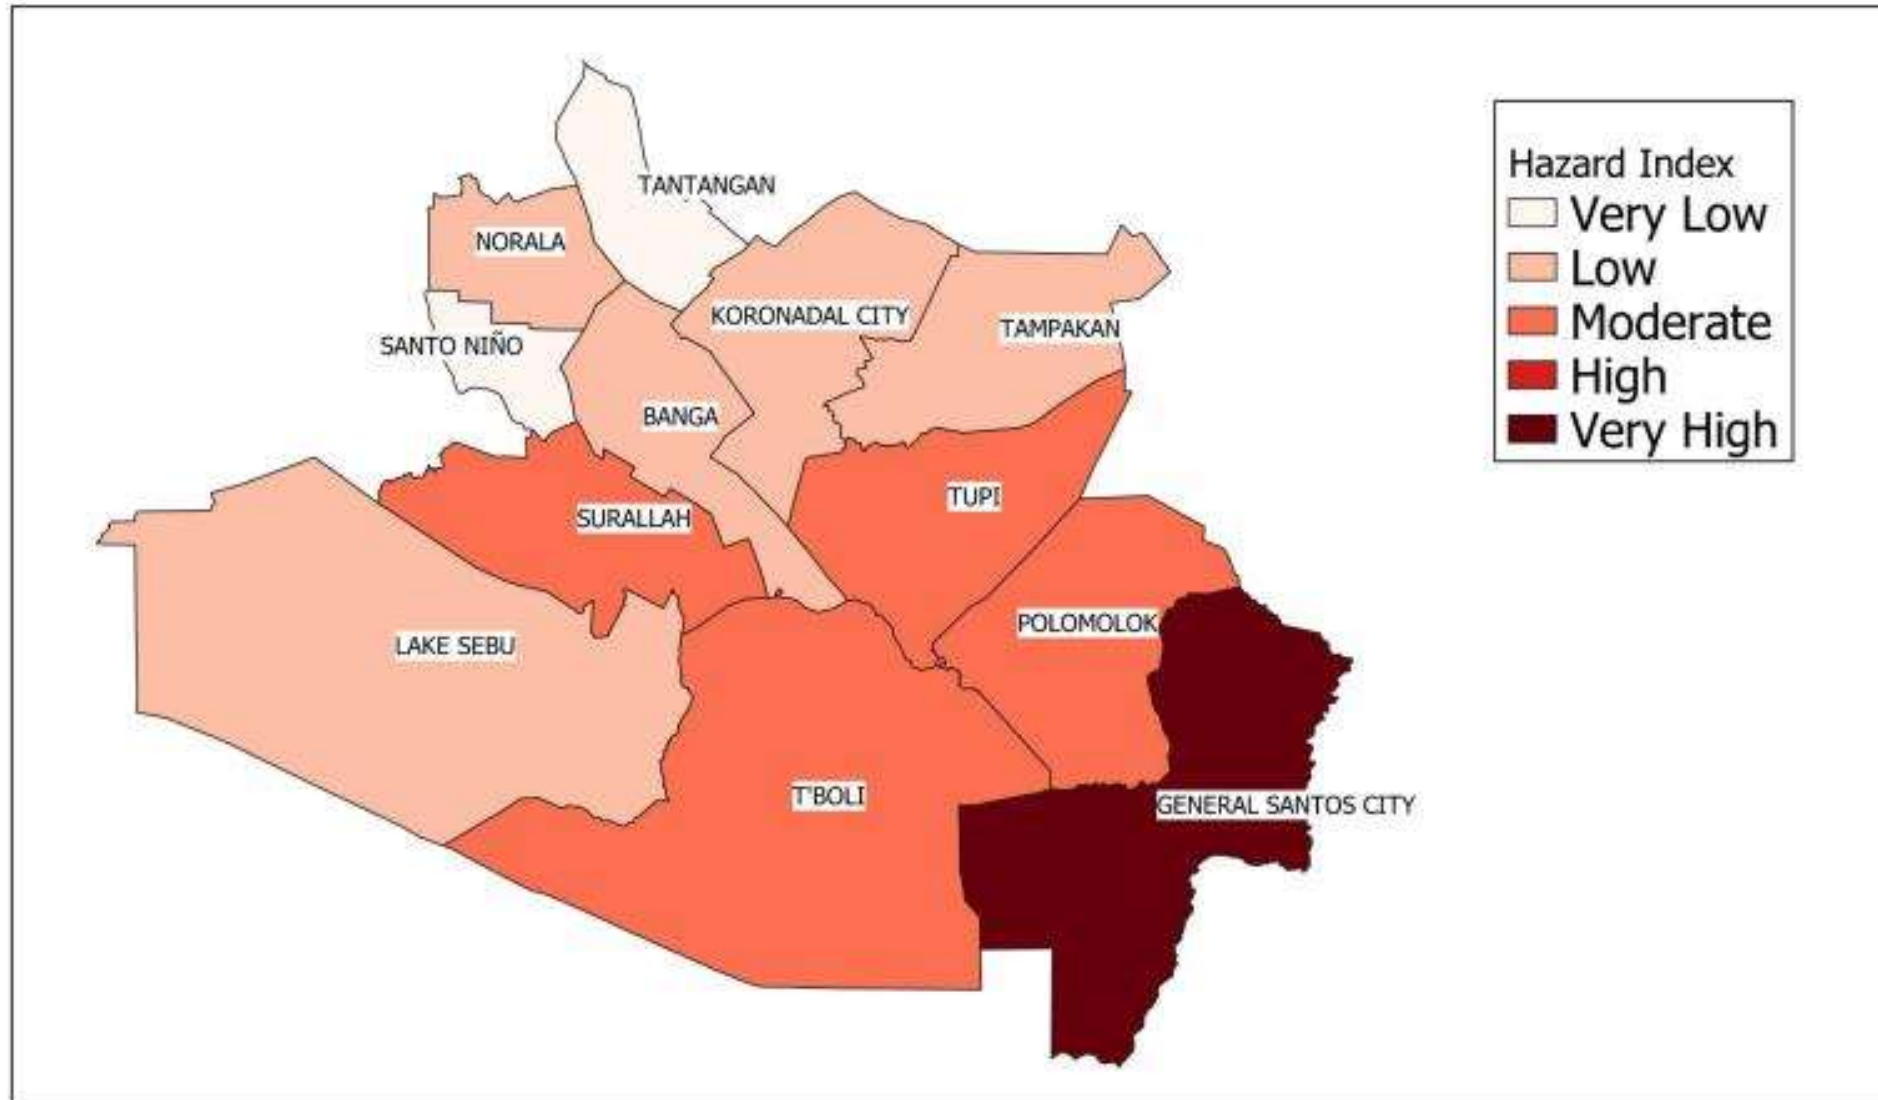 TANTANGAN
NORALA
KORONADAL CITY
TAMPAKAN
SANTO NIÑO
BANGA
TUPI
SURALLAH
POLOMOLOK
LAKE SEBU
T'BOLI
GENERAL SANTOS CITY
Hazard Index
Very Low
Low
Moderate
High
Very High